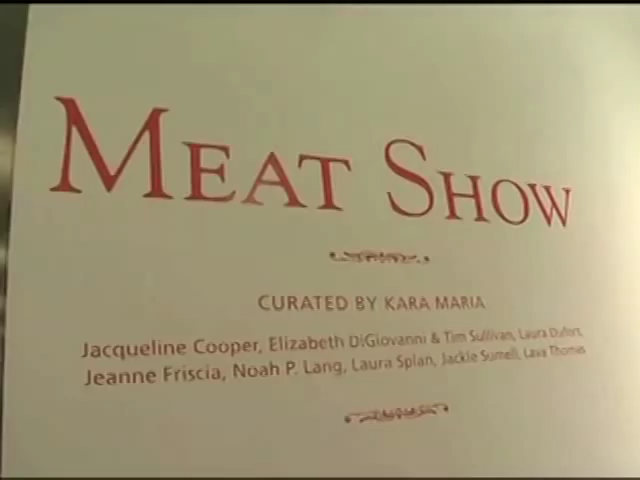 MEAT SHOW
CURATED BY KARA MARIA
Jacqueline Cooper, Elizabeth DiGiovanni & Tim Sullivan, Laura Dufort,
Jeanne Friscia, Noah P. Lang, Laura Splan, Jackie Sumell, Lava Thomas